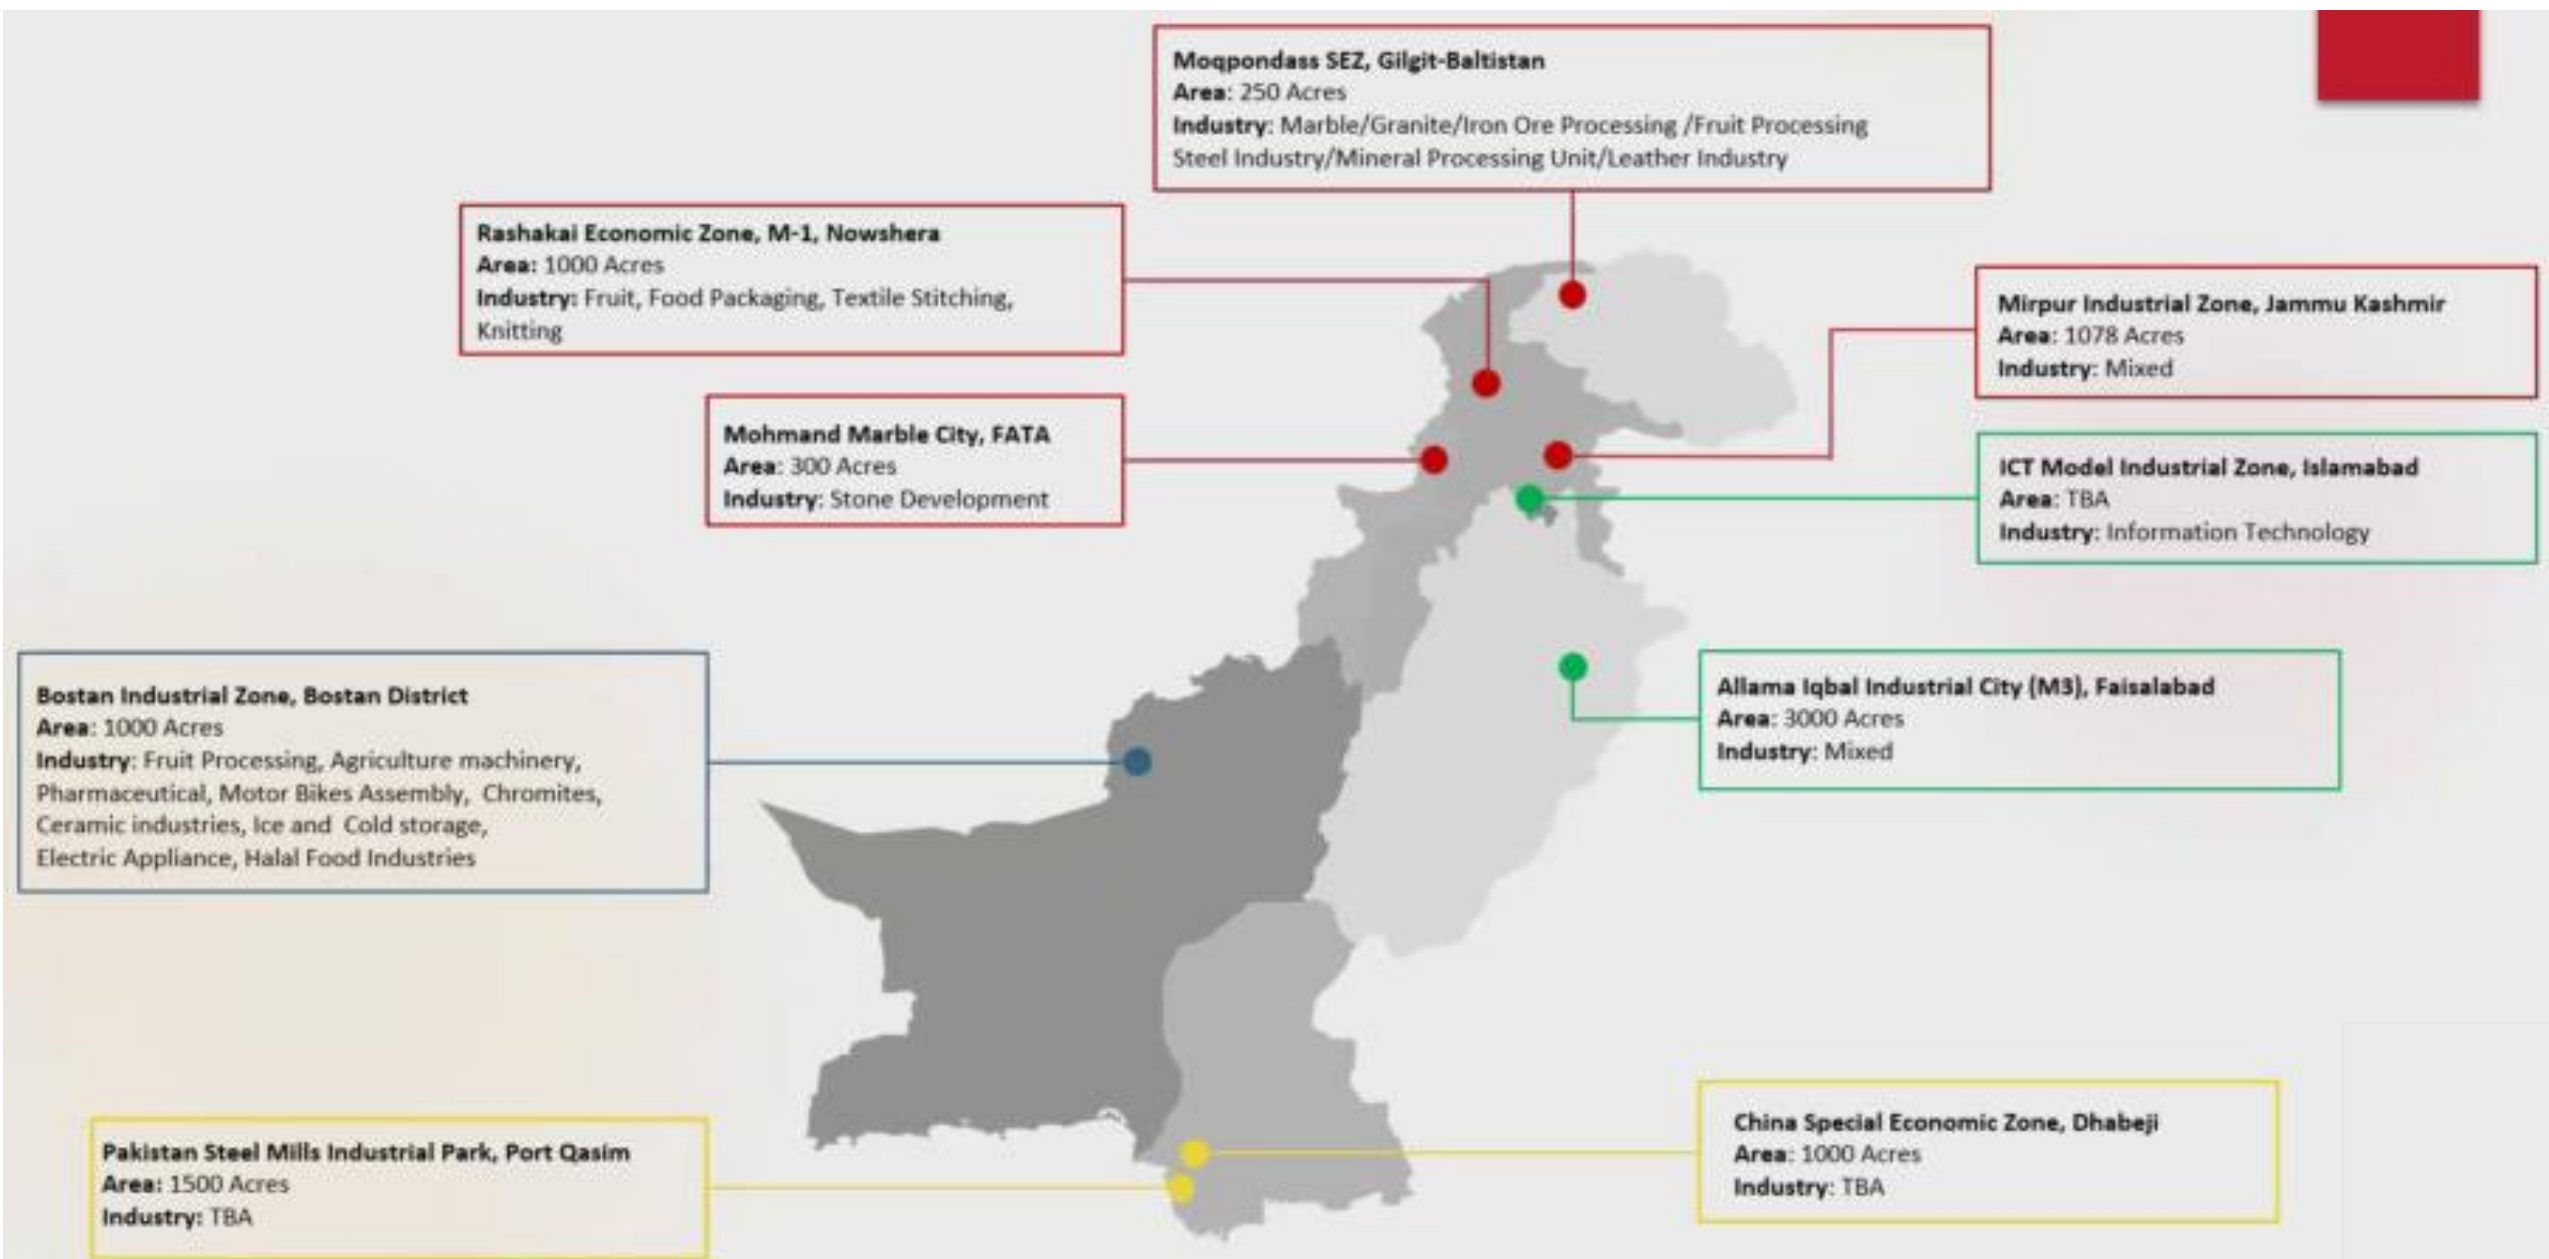 Moqpondass SEZ, Gilgit-Baltistan
Area: 250 Acres
Industry: Marble/Granite/Iron Ore Processing /Fruit Processing
Steel Industry/Mineral Processing Unit/Leather Industry
Rashakai Economic Zone, M-1, Nowshera
Area: 1000 Acres
Industry: Fruit, Food Packaging, Textile Stitching,
Knitting
Mirpur Industrial Zone, Jammu Kashmir
Area: 1078 Acres
Industry: Mixed
Mohmand Marble City, FATA
Area: 300 Acres
Industry: Stone Development
ICT Model Industrial Zone, Islamabad
Area: TBA
Industry: Information Technology
Bostan Industrial Zone, Bostan District
Area: 1000 Acres
Industry: Fruit Processing, Agriculture machinery,
Pharmaceutical, Motor Bikes Assembly, Chromites,
Ceramic industries, Ice and Cold storage,
Electric Appliance, Halal Food Industries
Allama Iqbal Industrial City (M3), Faisalabad
Area: 3000 Acres
Industry: Mixed
Pakistan Steel Mills Industrial Park, Port Qasim
Area: 1500 Acres
Industry: TBA
China Special Economic Zone, Dhabeji
Area: 1000 Acres
Industry: TBA